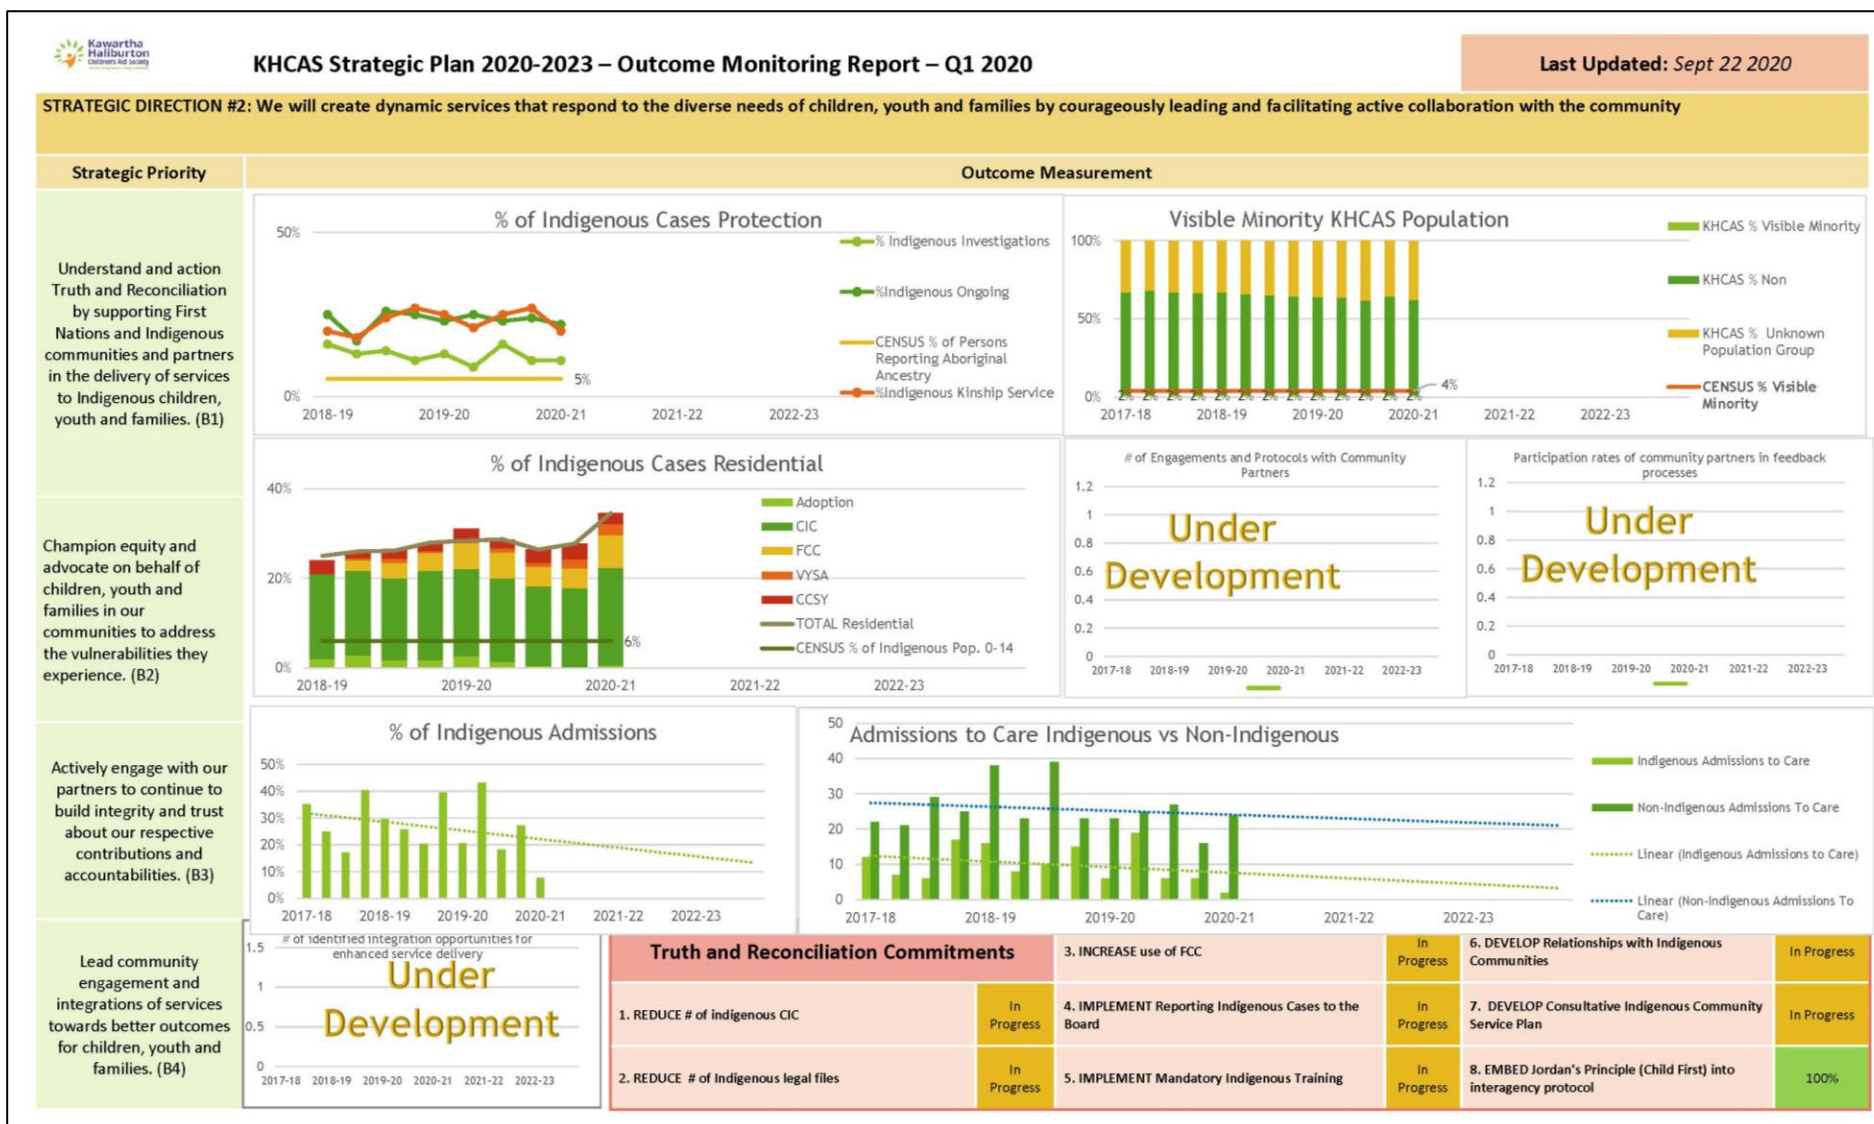 Kawartha
Haliburton
Children's Aid Society
KHCAS Strategic Plan 2020-2023 – Outcome Monitoring Report – Q1 2020
Last Updated: Sept 22 2020
STRATEGIC DIRECTION #2: We will create dynamic services that respond to the diverse needs of children, youth and families by courageously leading and facilitating active collaboration with the community
Strategic Priority
Outcome Measurement
Understand and action
Truth and Reconciliation
by supporting First
Nations and Indigenous
communities and partners
in the delivery of services
to Indigenous children,
youth and families. (B1)
% of Indigenous Cases Protection
50%
0%
% Indigenous Investigations
%Indigenous Ongoing
CENSUS % of Persons
Reporting Aboriginal
Ancestry
%Indigenous Kinship Service
5%
2018-19 2019-20 2020-21 2021-22 2022-23
Visible Minority KHCAS Population
100%
50%
0%
KHCAS % Visible Minority
KHCAS % Non
KHCAS % Unknown
Population Group
CENSUS % Visible
Minority
4%
2% 2% 2% 2% 2% 2% 2% 2% 2% 2% 2% 2% 2%
2017-18 2018-19 2019-20 2020-21 2021-22 2022-23
Champion equity and
advocate on behalf of
children, youth and
families in our
communities to address
the vulnerabilities they
experience. (B2)
% of Indigenous Cases Residential
40%
20%
0%
Adoption
CIC
FCC
VYSA
CCSY
TOTAL Residential
CENSUS % of Indigenous Pop. 0-14
6%
2018-19 2019-20 2020-21 2021-22 2022-23
# of Engagements and Protocols with Community
Partners
1.2
1
0.8
0.6
0.4
0.2
0
Under
Development
2017-18 2018-19 2019-20 2020-21 2021-22 2022-23
Participation rates of community partners in feedback
processes
1.2
1
0.8
0.6
0.4
0.2
0
Under
Development
2017-18 2018-19 2019-20 2020-21 2021-22 2022-23
Actively engage with our
partners to continue to
build integrity and trust
about our respective
contributions and
accountabilities. (B3)
% of Indigenous Admissions
50%
40%
30%
20%
10%
0%
2017-18 2018-19 2019-20 2020-21 2021-22 2022-23
Admissions to Care Indigenous vs Non-Indigenous
50
40
30
20
10
0
Indigenous Admissions to Care
Non-Indigenous Admissions To Care
Linear (Indigenous Admissions to Care)
Linear (Non-Indigenous Admissions To
Care)
2017-18 2018-19 2019-20 2020-21 2021-22 2022-23
Lead community
engagement and
integrations of services
towards better outcomes
for children, youth and
families. (B4)
# of identified integration opportunities for
enhanced service delivery
1.5
1
0.5
0
Under
Development
2017-18 2018-19 2019-20 2020-21 2021-22 2022-23
Truth and Reconciliation Commitments
1. REDUCE # of indigenous CIC
In
Progress
2. REDUCE # of Indigenous legal files
In
Progress
3. INCREASE use of FCC
In
Progress
4. IMPLEMENT Reporting Indigenous Cases to the
Board
In
Progress
5. IMPLEMENT Mandatory Indigenous Training
In
Progress
6. DEVELOP Relationships with Indigenous
Communities
In Progress
7. DEVELOP Consultative Indigenous Community
Service Plan
In Progress
8. EMBED Jordan's Principle (Child First) into
interagency protocol
100%